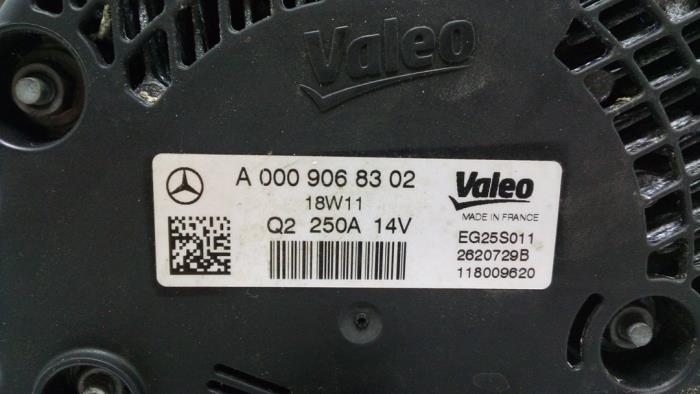 Valeo
A 000 906 83 02
18W11
Q2 250A 14V
Valeo
MADE IN FRANCE
EG25S011
2620729B
118009620